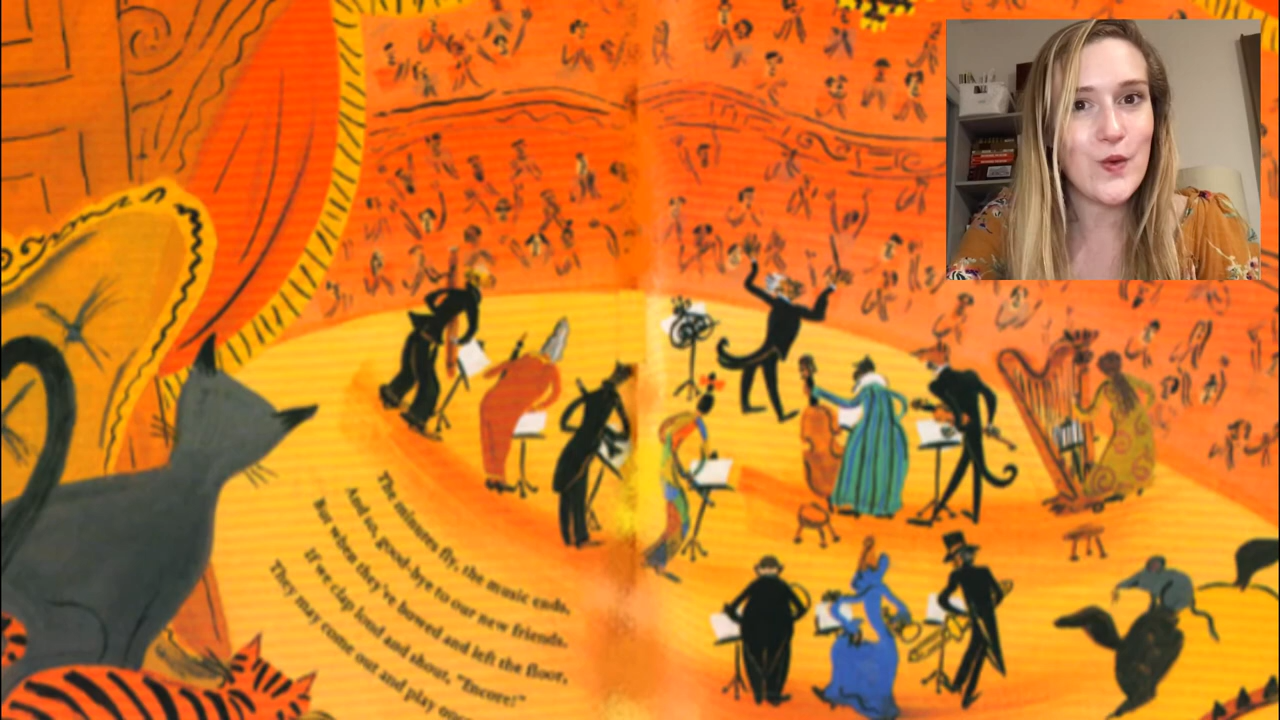 The minutes fly, the music ends,
And so, good-bye to our new friends.
But when they've bowed and left the floor,
If we clap loud and shout, "Encore!"
They may come out and play once